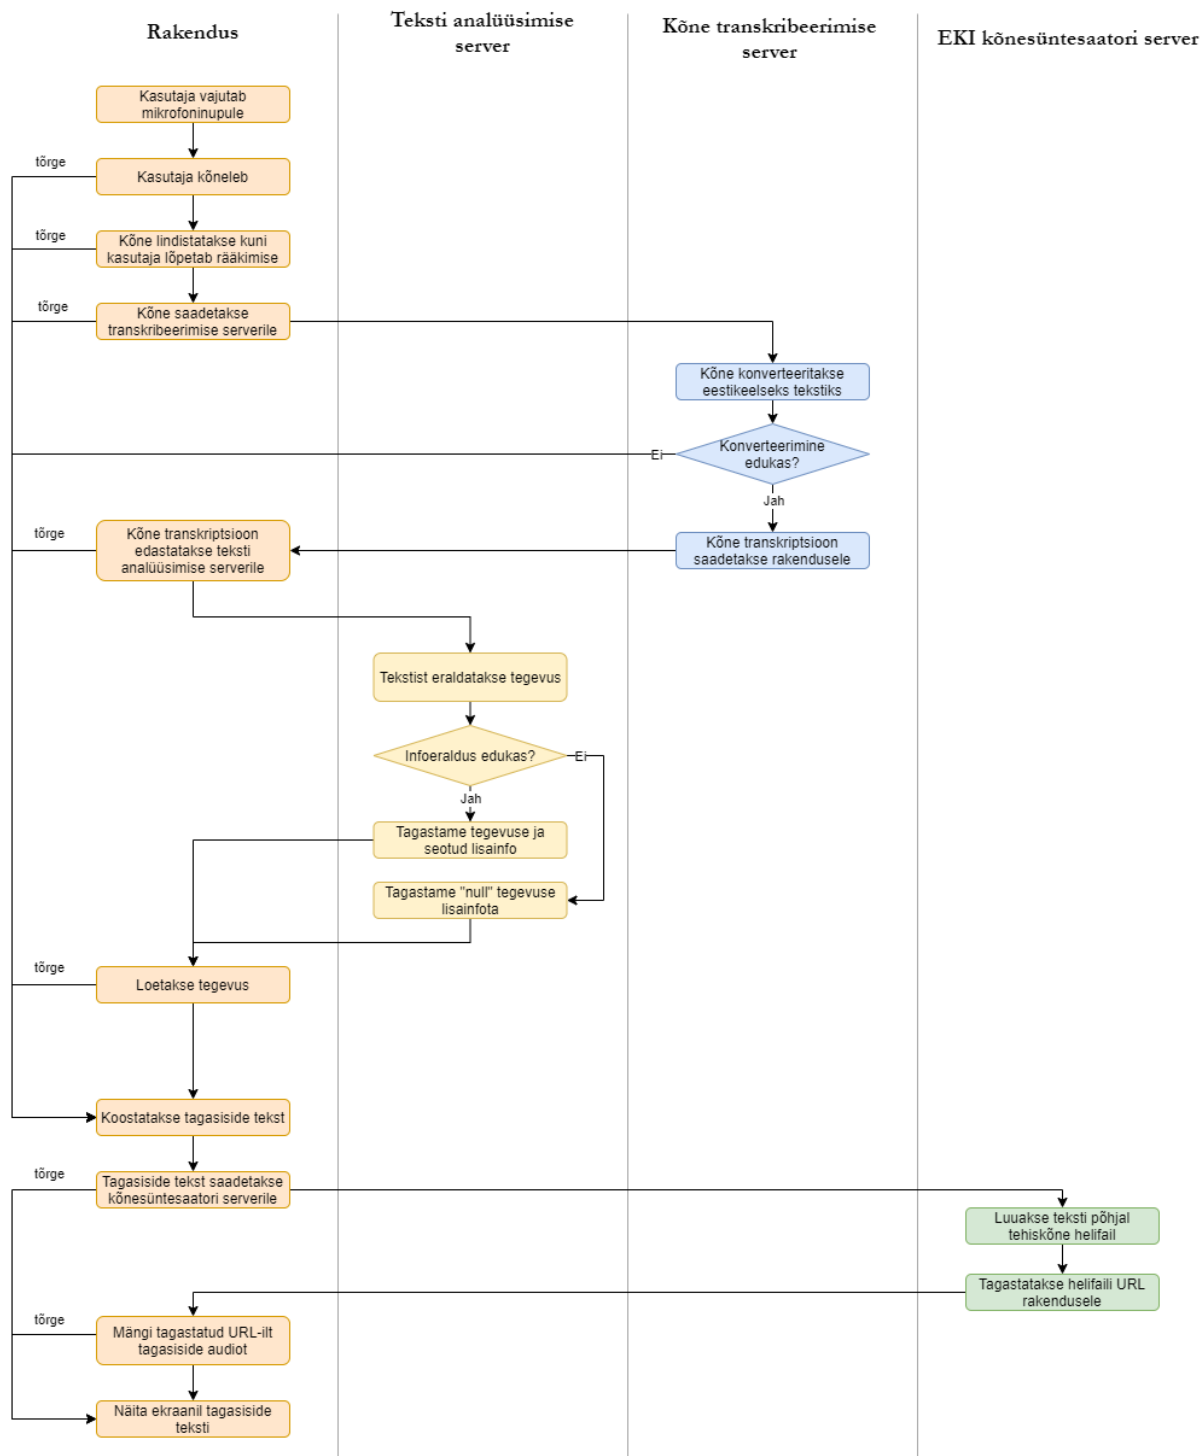 Rakendus
Teksti analüüsimise
server
Kõne transkribeerimise
server
EKI kõnesüntesaatori server
Kasutaja vajutab
mikrofoninupule
tõrge
Kasutaja kõneleb
tõrge
Kõne lindistatakse kuni
kasutaja lõpetab rääkimise
tõrge
Kõne saadetakse
transkribeerimise serverile
Kõne konverteeritakse
eestikeelseks tekstiks
Konverteerimine
edukas?
Ei
Jah
tõrge
Kõne transkriptsioon
edastatakse teksti
analüüsimise serverile
Kõne transkriptsioon
saadetakse rakendusele
Tekstist eraldatakse tegevus
Infoeraldus edukas?
Ei
Jah
Tagastame tegevuse ja
seotud lisainfo
Tagastame "null" tegevuse
lisainfota
tõrge
Loetakse tegevus
Koostatakse tagasiside tekst
tõrge
Tagasiside tekst saadetakse
kõnesüntesaatori serverile
Luuakse teksti põhjal
tehiskõne helifail
Tagastatakse helifaili URL
rakendusele
tõrge
Mängi tagastatud URL-ilt
tagasiside audiot
Näita ekraanil tagasiside
teksti